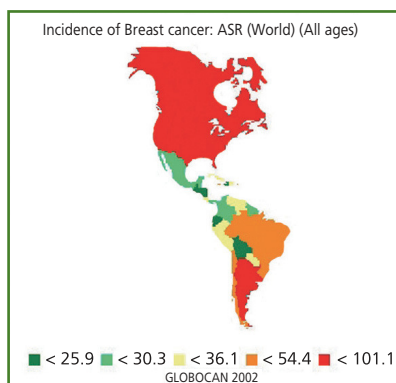 Incidence of Breast cancer: ASR (World) (All ages)
< 25.9 < 30.3 < 36.1 < 54.4 < 101.1
GLOBOCAN 2002